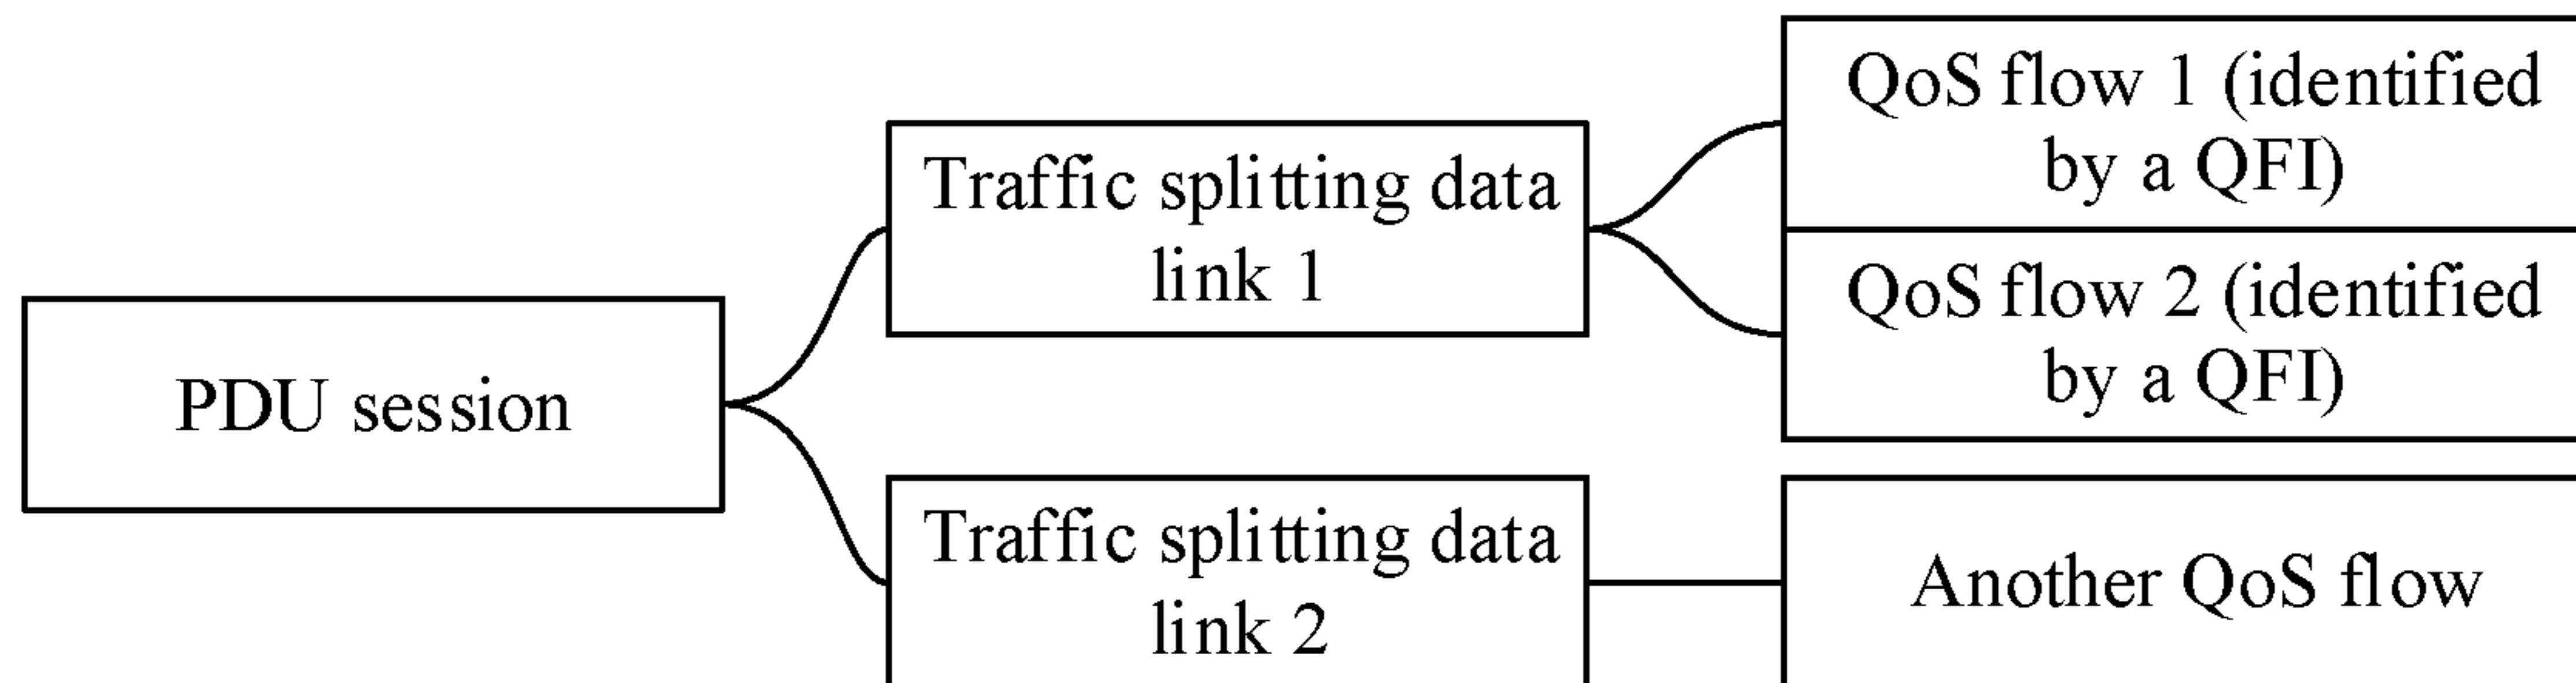 PDU session
Traffic splitting data
link 1
QoS flow 1 (identified
by a QFI)
QoS flow 2 (identified
by a QFI)
Traffic splitting data
link 2
Another QoS flow